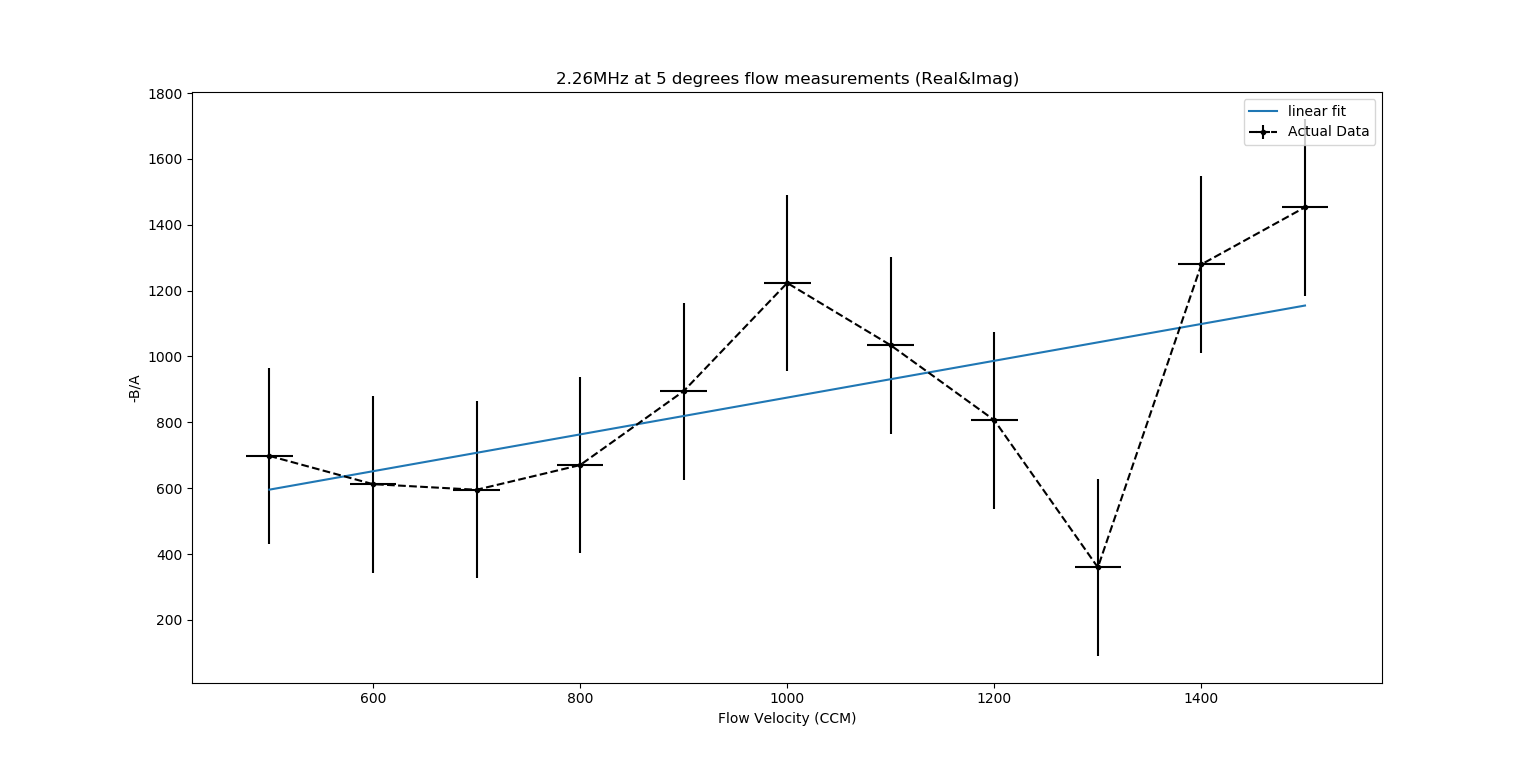 2.26MHz at 5 degrees flow measurements (Real&Imag)
linear fit
Actual Data
1800
1600
1400
1200
1000
800
600
400
200
-B/A
600 800 1000 1200 1400
Flow Velocity (CCM)